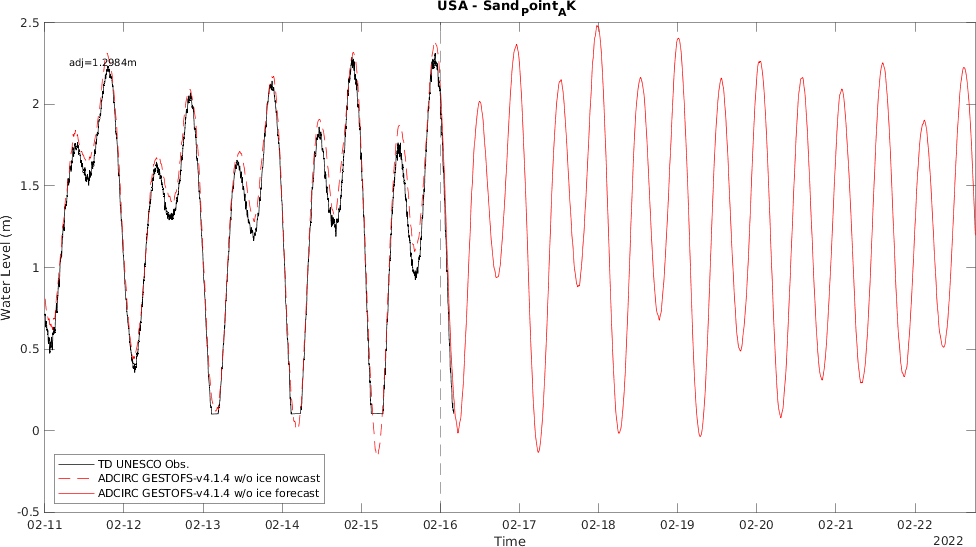 USA - Sand_Point_AK
adj=1.2984m
2.5
2
1.5
1
0.5
0
-0.5
Water Level (m)
TD UNESCO Obs.
ADCIRC GESTOFS-v4.1.4 w/o ice nowcast
ADCIRC GESTOFS-v4.1.4 w/o ice forecast
02-11 02-12 02-13 02-14 02-15 02-16 02-17 02-18 02-19 02-20 02-21 02-22
Time
2022